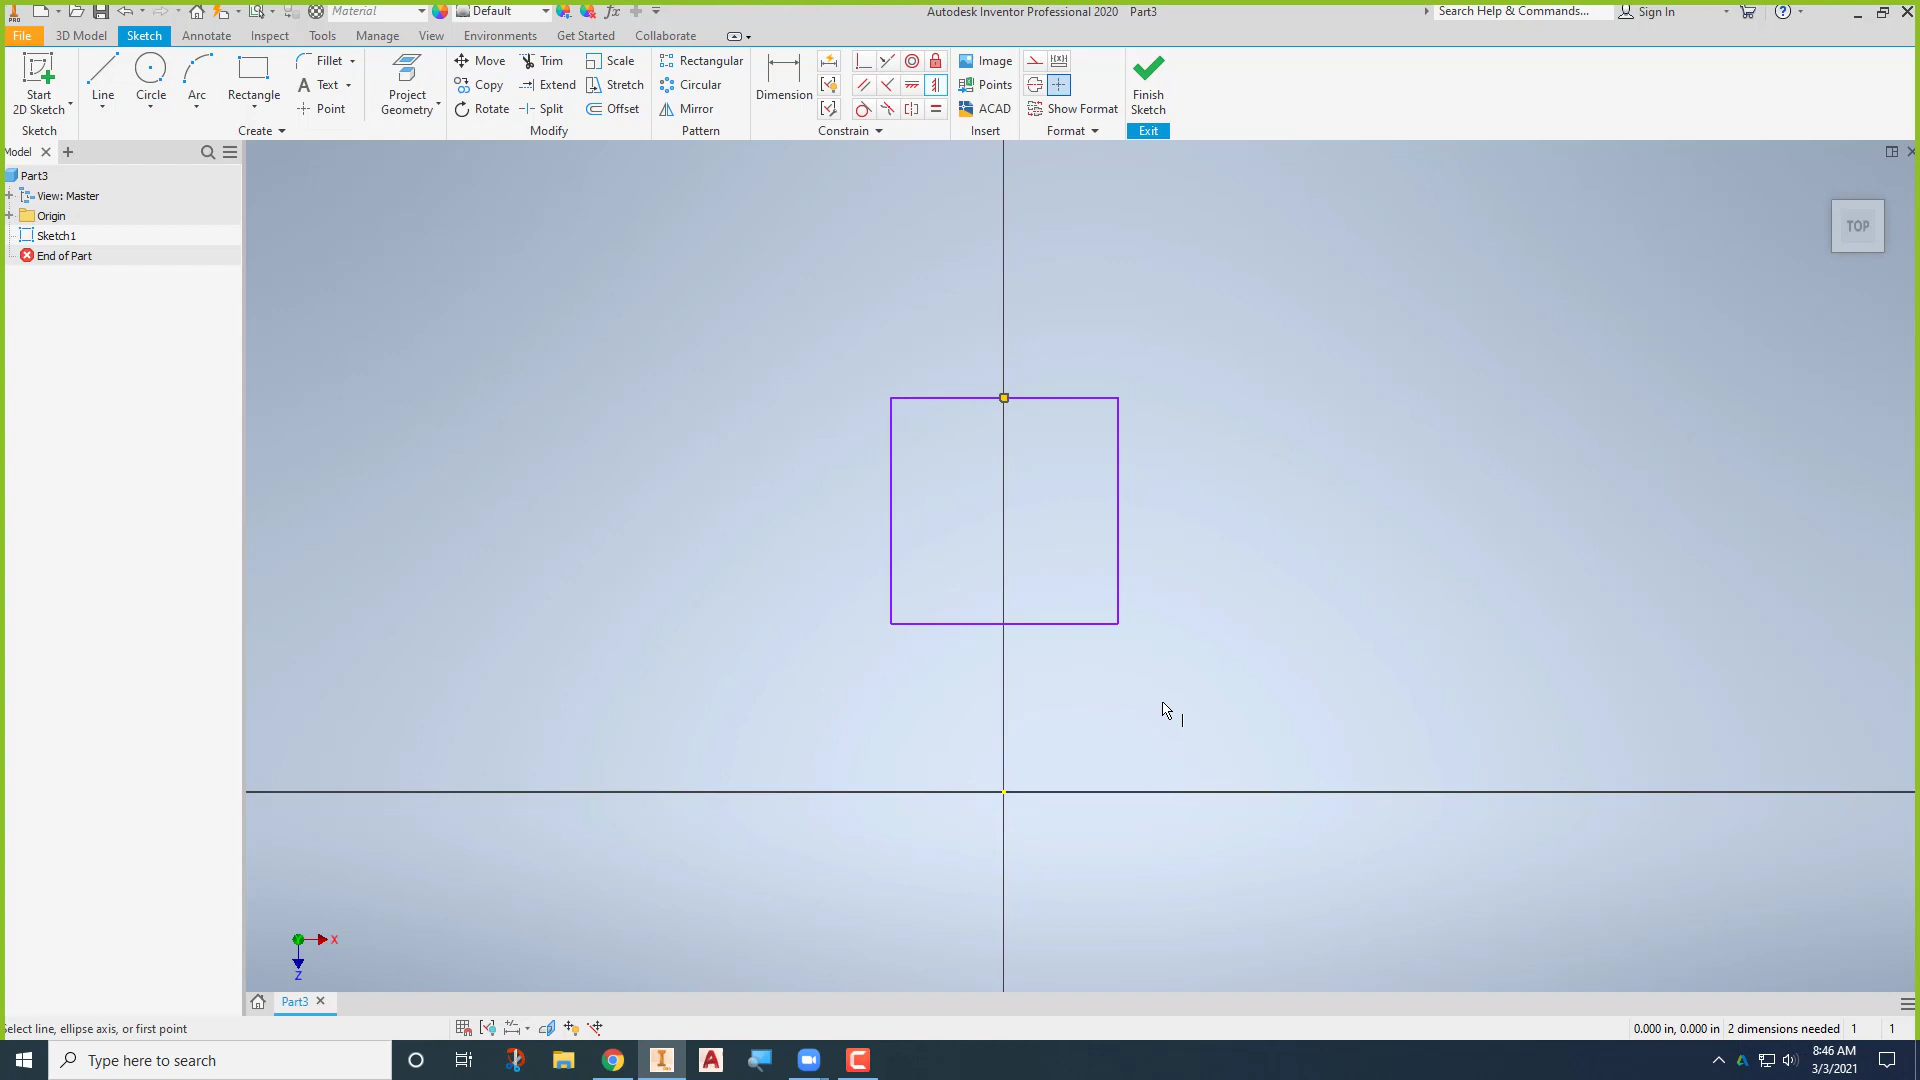 PRO
Material
Default
fx
Autodesk Inventor Professional 2020 Part3
Search Help & Commands...
Sign In
File 3D Model Sketch Annotate Inspect Tools Manage View Environments Get Started Collaborate
Start
2D Sketch
Line
Circle
Arc
Rectangle
Fillet
Text
Point
Project
Geometry
Move
Copy
Rotate
Trim
Extend
Split
Scale
Stretch
Offset
Rectangular
Circular
Mirror
Dimension
Image
Points
ACAD
Show Format
Finish
Sketch
Sketch
Create
Modify
Pattern
Constrain
Insert
Format
Exit
Model
Part3
View: Master
Origin
Sketch1
End of Part
TOP
X
Z
Part3
Select line, ellipse axis, or first point
0.000 in, 0.000 in 2 dimensions needed 1 1
Type here to search
8:46 AM
3/3/2021